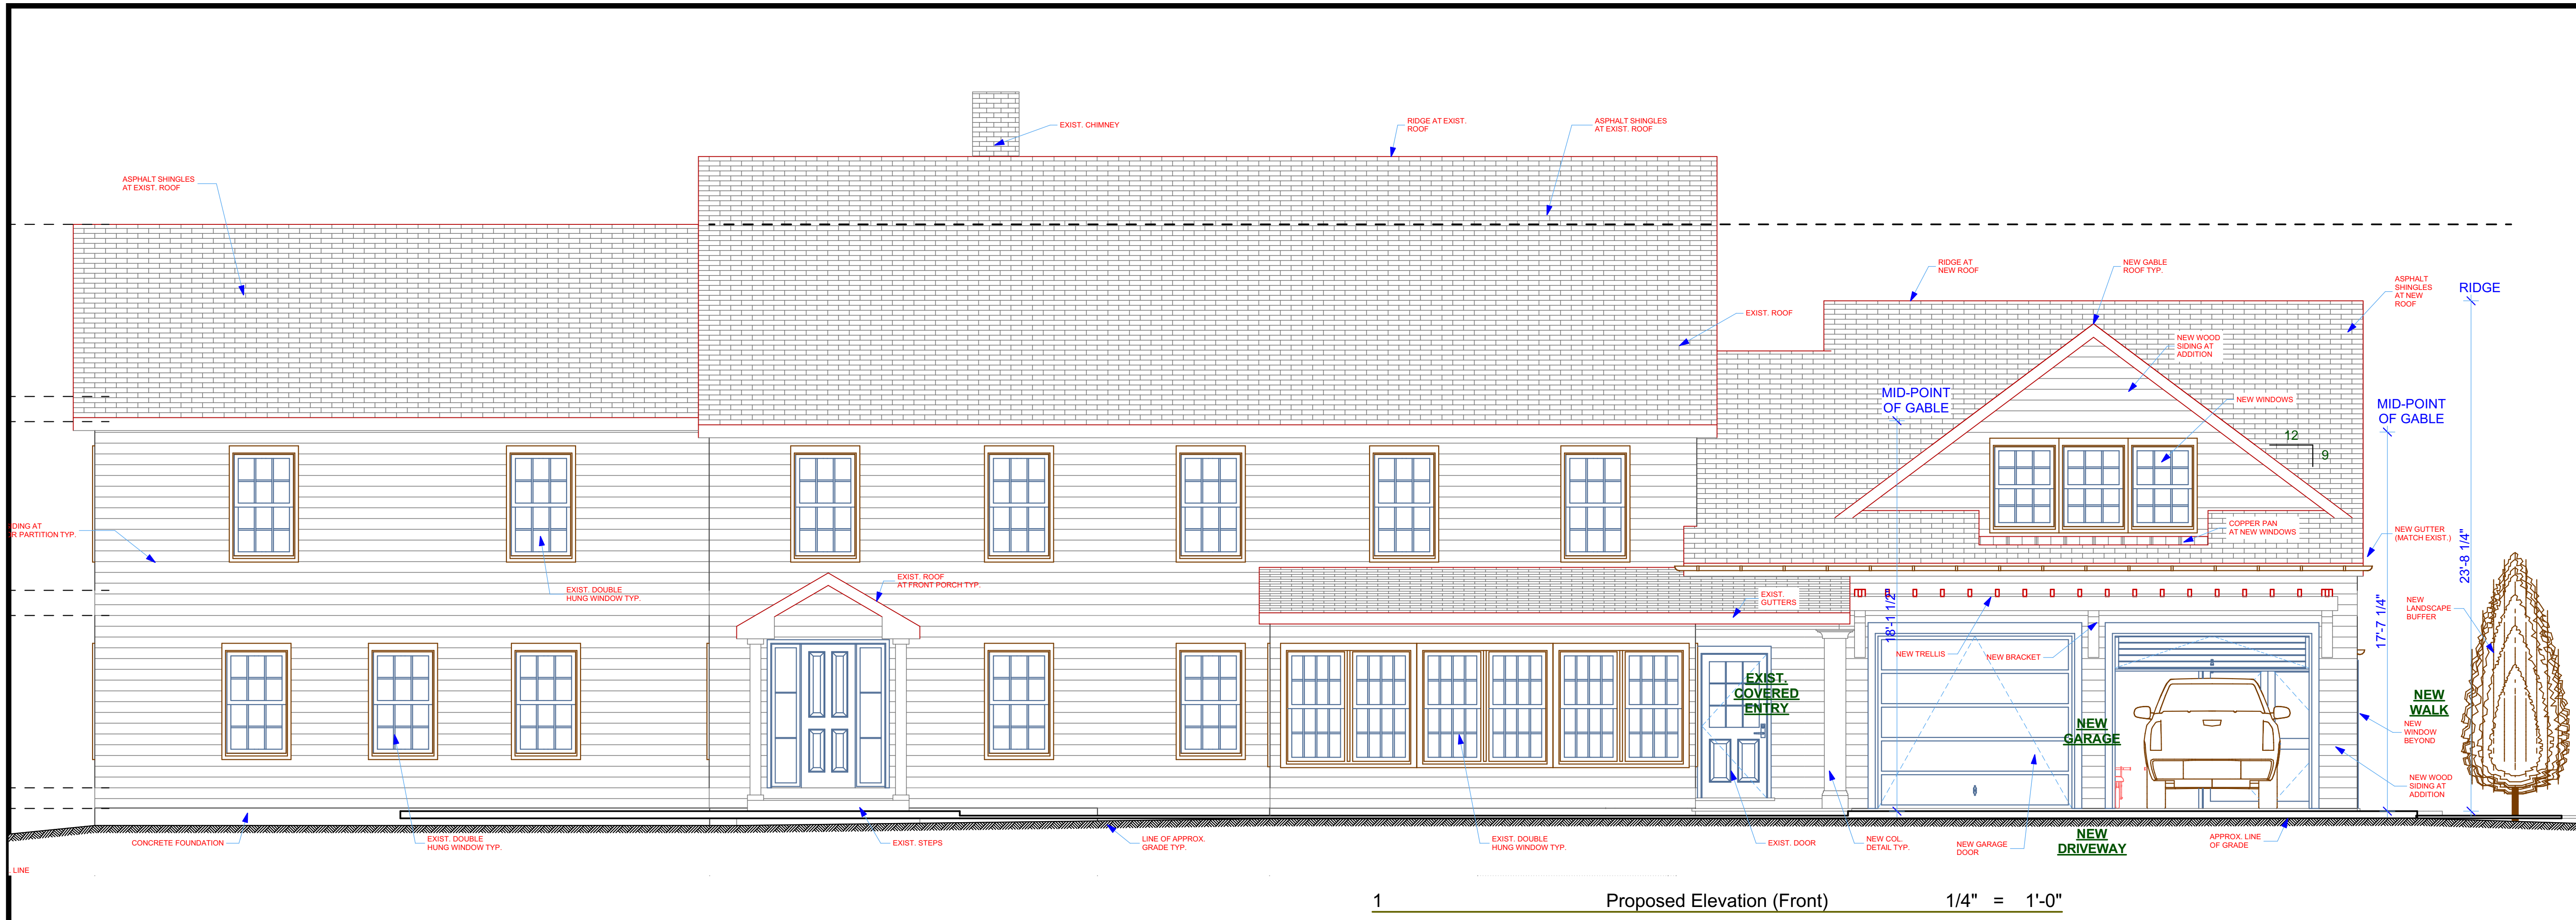 EXIST. CHIMNEY
RIDGE AT EXIST.
ROOF
ASPHALT SHINGLES
AT EXIST. ROOF
ASPHALT SHINGLES
AT EXIST. ROOF
RIDGE AT
NEW ROOF
NEW GABLE
ROOF TYP.
ASPHALT
SHINGLES
AT NEW
ROOF
RIDGE
EXIST. ROOF
NEW WOOD
SIDING AT
ADDITION
MID-POINT
OF GABLE
NEW WINDOWS
MID-POINT
OF GABLE
12
9
DING AT
R PARTITION TYP.
COPPER PAN
AT NEW WINDOWS
NEW GUTTER
(MATCH EXIST.)
23'-8 1/4"
EXIST. DOUBLE
HUNG WINDOW TYP.
EXIST. ROOF
AT FRONT PORCH TYP.
EXIST.
GUTTERS
18'-1 1/2"
17'-7 1/4"
NEW
LANDSCAPE
BUFFER
NEW TRELLIS
NEW BRACKET
EXIST.
COVERED
ENTRY
NEW
GARAGE
NEW
WALK
NEW
WINDOW
BEYOND
NEW WOOD
SIDING AT
ADDITION
CONCRETE FOUNDATION
EXIST. DOUBLE
HUNG WINDOW TYP.
EXIST. STEPS
LINE OF APPROX.
GRADE TYP.
EXIST. DOUBLE
HUNG WINDOW TYP.
EXIST. DOOR
NEW COL.
DETAIL TYP.
NEW GARAGE
DOOR
NEW
DRIVEWAY
APPROX. LINE
OF GRADE
LINE
1 Proposed Elevation (Front) 1/4" = 1'-0"